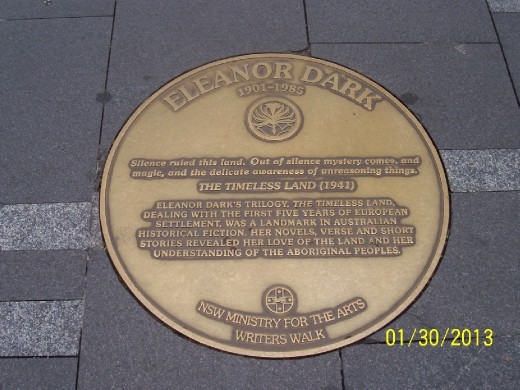 ELEANOR DARK
1901-1985
Silence ruled this land. Out of silence mystery comes, and
magic, and the delicate awareness of unreasoning things.
THE TIMELESS LAND (1941)
ELEANOR DARK'S TRILOGY, THE TIMELESS LAND,
DEALING WITH THE FIRST FIVE YEARS OF EUROPEAN
SETTLEMENT, WAS A LANDMARK IN AUSTRALIAN
HISTORICAL FICTION. HER NOVELS, VERSE AND SHORT
STORIES REVEALED HER LOVE OF THE LAND AND HER
UNDERSTANDING OF THE ABORIGINAL PEOPLES.
NSW MINISTRY FOR THE ARTS
WRITERS WALK
01/30/2013